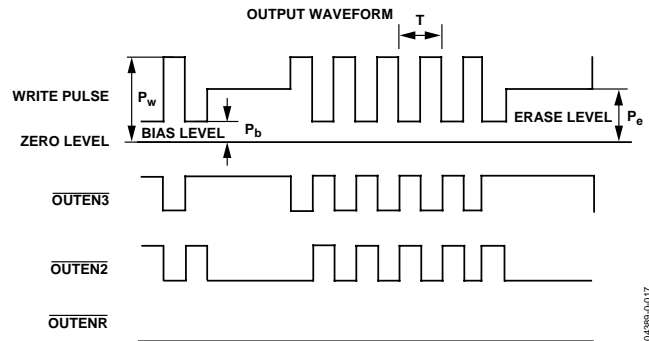 OUTPUT WAVEFORM
T
WRITE PULSE
Pw
BIAS LEVEL
Pb
ERASE LEVEL
Pe
ZERO LEVEL
OUTEN3
OUTEN2
OUTENR
04389-0-017